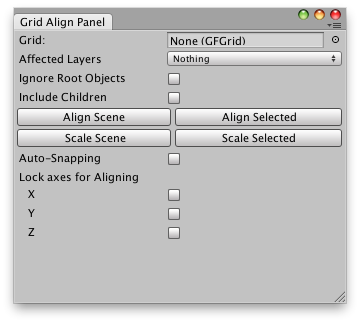 Grid Align Panel
Grid: None (GFGrid)
Affected Layers Nothing
Ignore Root Objects
Include Children
Align Scene Align Selected
Scale Scene Scale Selected
Auto-Snapping
Lock axes for Aligning
X
Y
Z